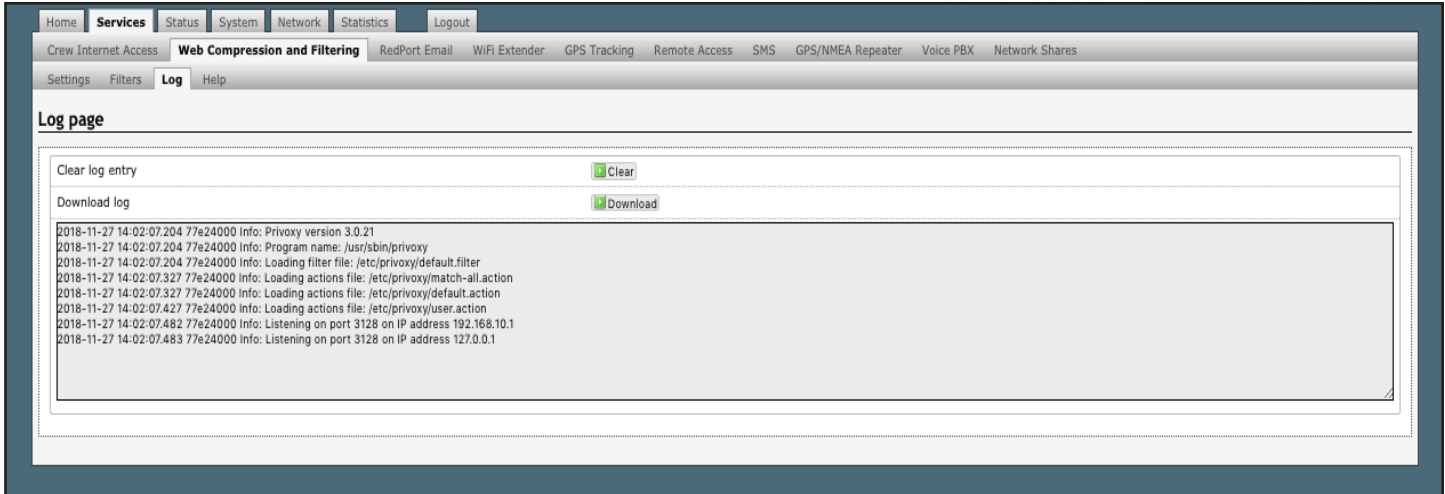 Home Services Status System Network Statistics Logout
Crew Internet Access Web Compression and Filtering RedPort Email WiFi Extender GPS Tracking Remote Access SMS GPS/NMEA Repeater Voice PBX Network Shares
Settings Filters Log Help
Log page
Clear log entry Clear
Download log Download
2018-11-27 14:02:07.204 77e24000 Info: Privoxy version 3.0.21
2018-11-27 14:02:07.204 77e24000 Info: Program name: /usr/sbin/privoxy
2018-11-27 14:02:07.204 77e24000 Info: Loading filter file: /etc/privoxy/default.filter
2018-11-27 14:02:07.327 77e24000 Info: Loading actions file: /etc/privoxy/match-all.action
2018-11-27 14:02:07.327 77e24000 Info: Loading actions file: /etc/privoxy/default.action
2018-11-27 14:02:07.427 77e24000 Info: Loading actions file: /etc/privoxy/user.action
2018-11-27 14:02:07.482 77e24000 Info: Listening on port 3128 on IP address 192.168.10.1
2018-11-27 14:02:07.483 77e24000 Info: Listening on port 3128 on IP address 127.0.0.1